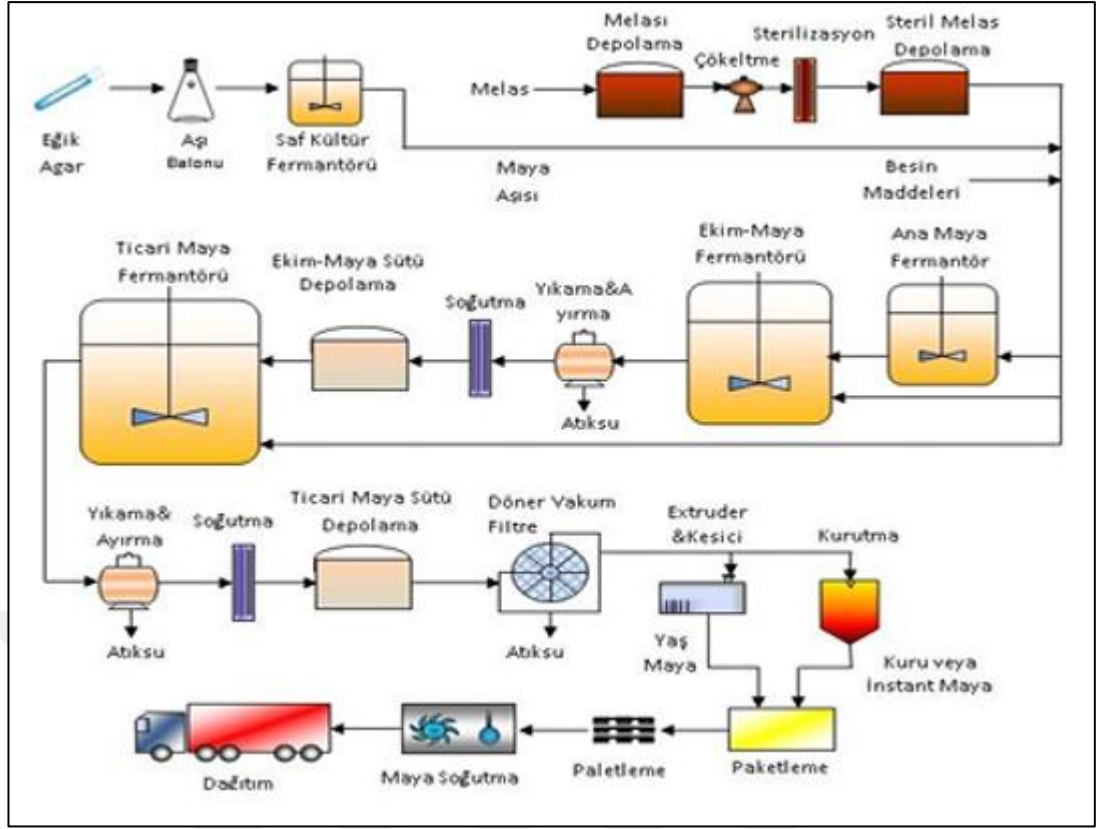 Melası
Depolama
Sterilizasyon
Steril Melas
Depolama
Çökeltme
Melas
Eğik
Agar
Aşı
Balonu
Saf Kültür
Fermantörü
Maya
Aşısı
Besin
Maddeleri
Ticari Maya
Fermantörü
Ekim-Maya Sütü
Depolama
Soğutma
Yıkama&A
yırma
Ekim-Maya
Fermantörü
Ana Maya
Fermantör
Atıksu
Yıkama&
Ayırma
Soğutma
Ticari Maya Sütü
Depolama
Döner Vakum
Filtre
Extruder
&Kesici
Kurutma
Atıksu
Atıksu
Yaş
Maya
Kuru veya
İnstant Maya
Dağıtım
Maya Soğutma
Paletleme
Paketleme